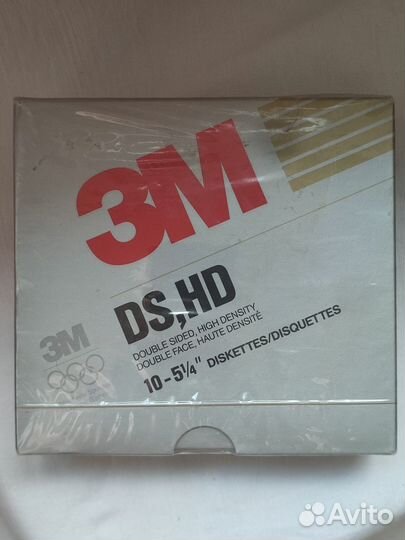 3M
DS,HD
DOUBLE SIDED, HIGH DENSITY
DOUBLE FACE, HAUTE DENSITÉ
10-5¼" DISKETTES/DISQUETTES
3M
Avito